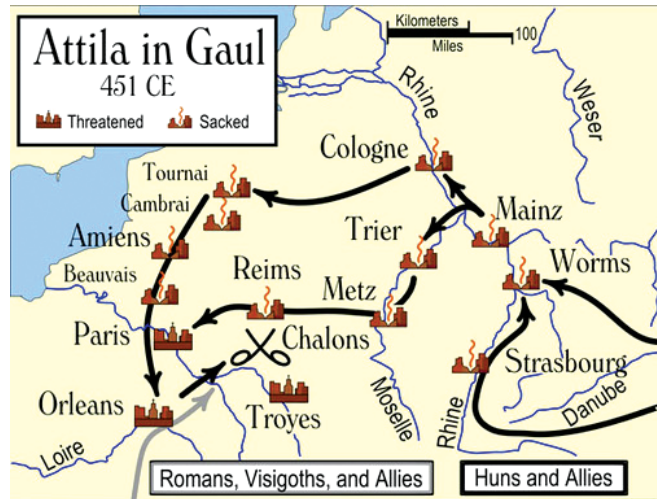 Attila in Gaul
451 CE
Threatened
Sacked
Kilometers
Miles
100
Rhine
Weser
Cologne
Tournai
Cambrai
Mainz
Trier
Amiens
Worms
Beauvais
Reims
Metz
Paris
Chalons
Strasbourg
Orleans
Troyes
Moselle
Rhine
Danube
Loire
Romans, Visigoths, and Allies
Huns and Allies